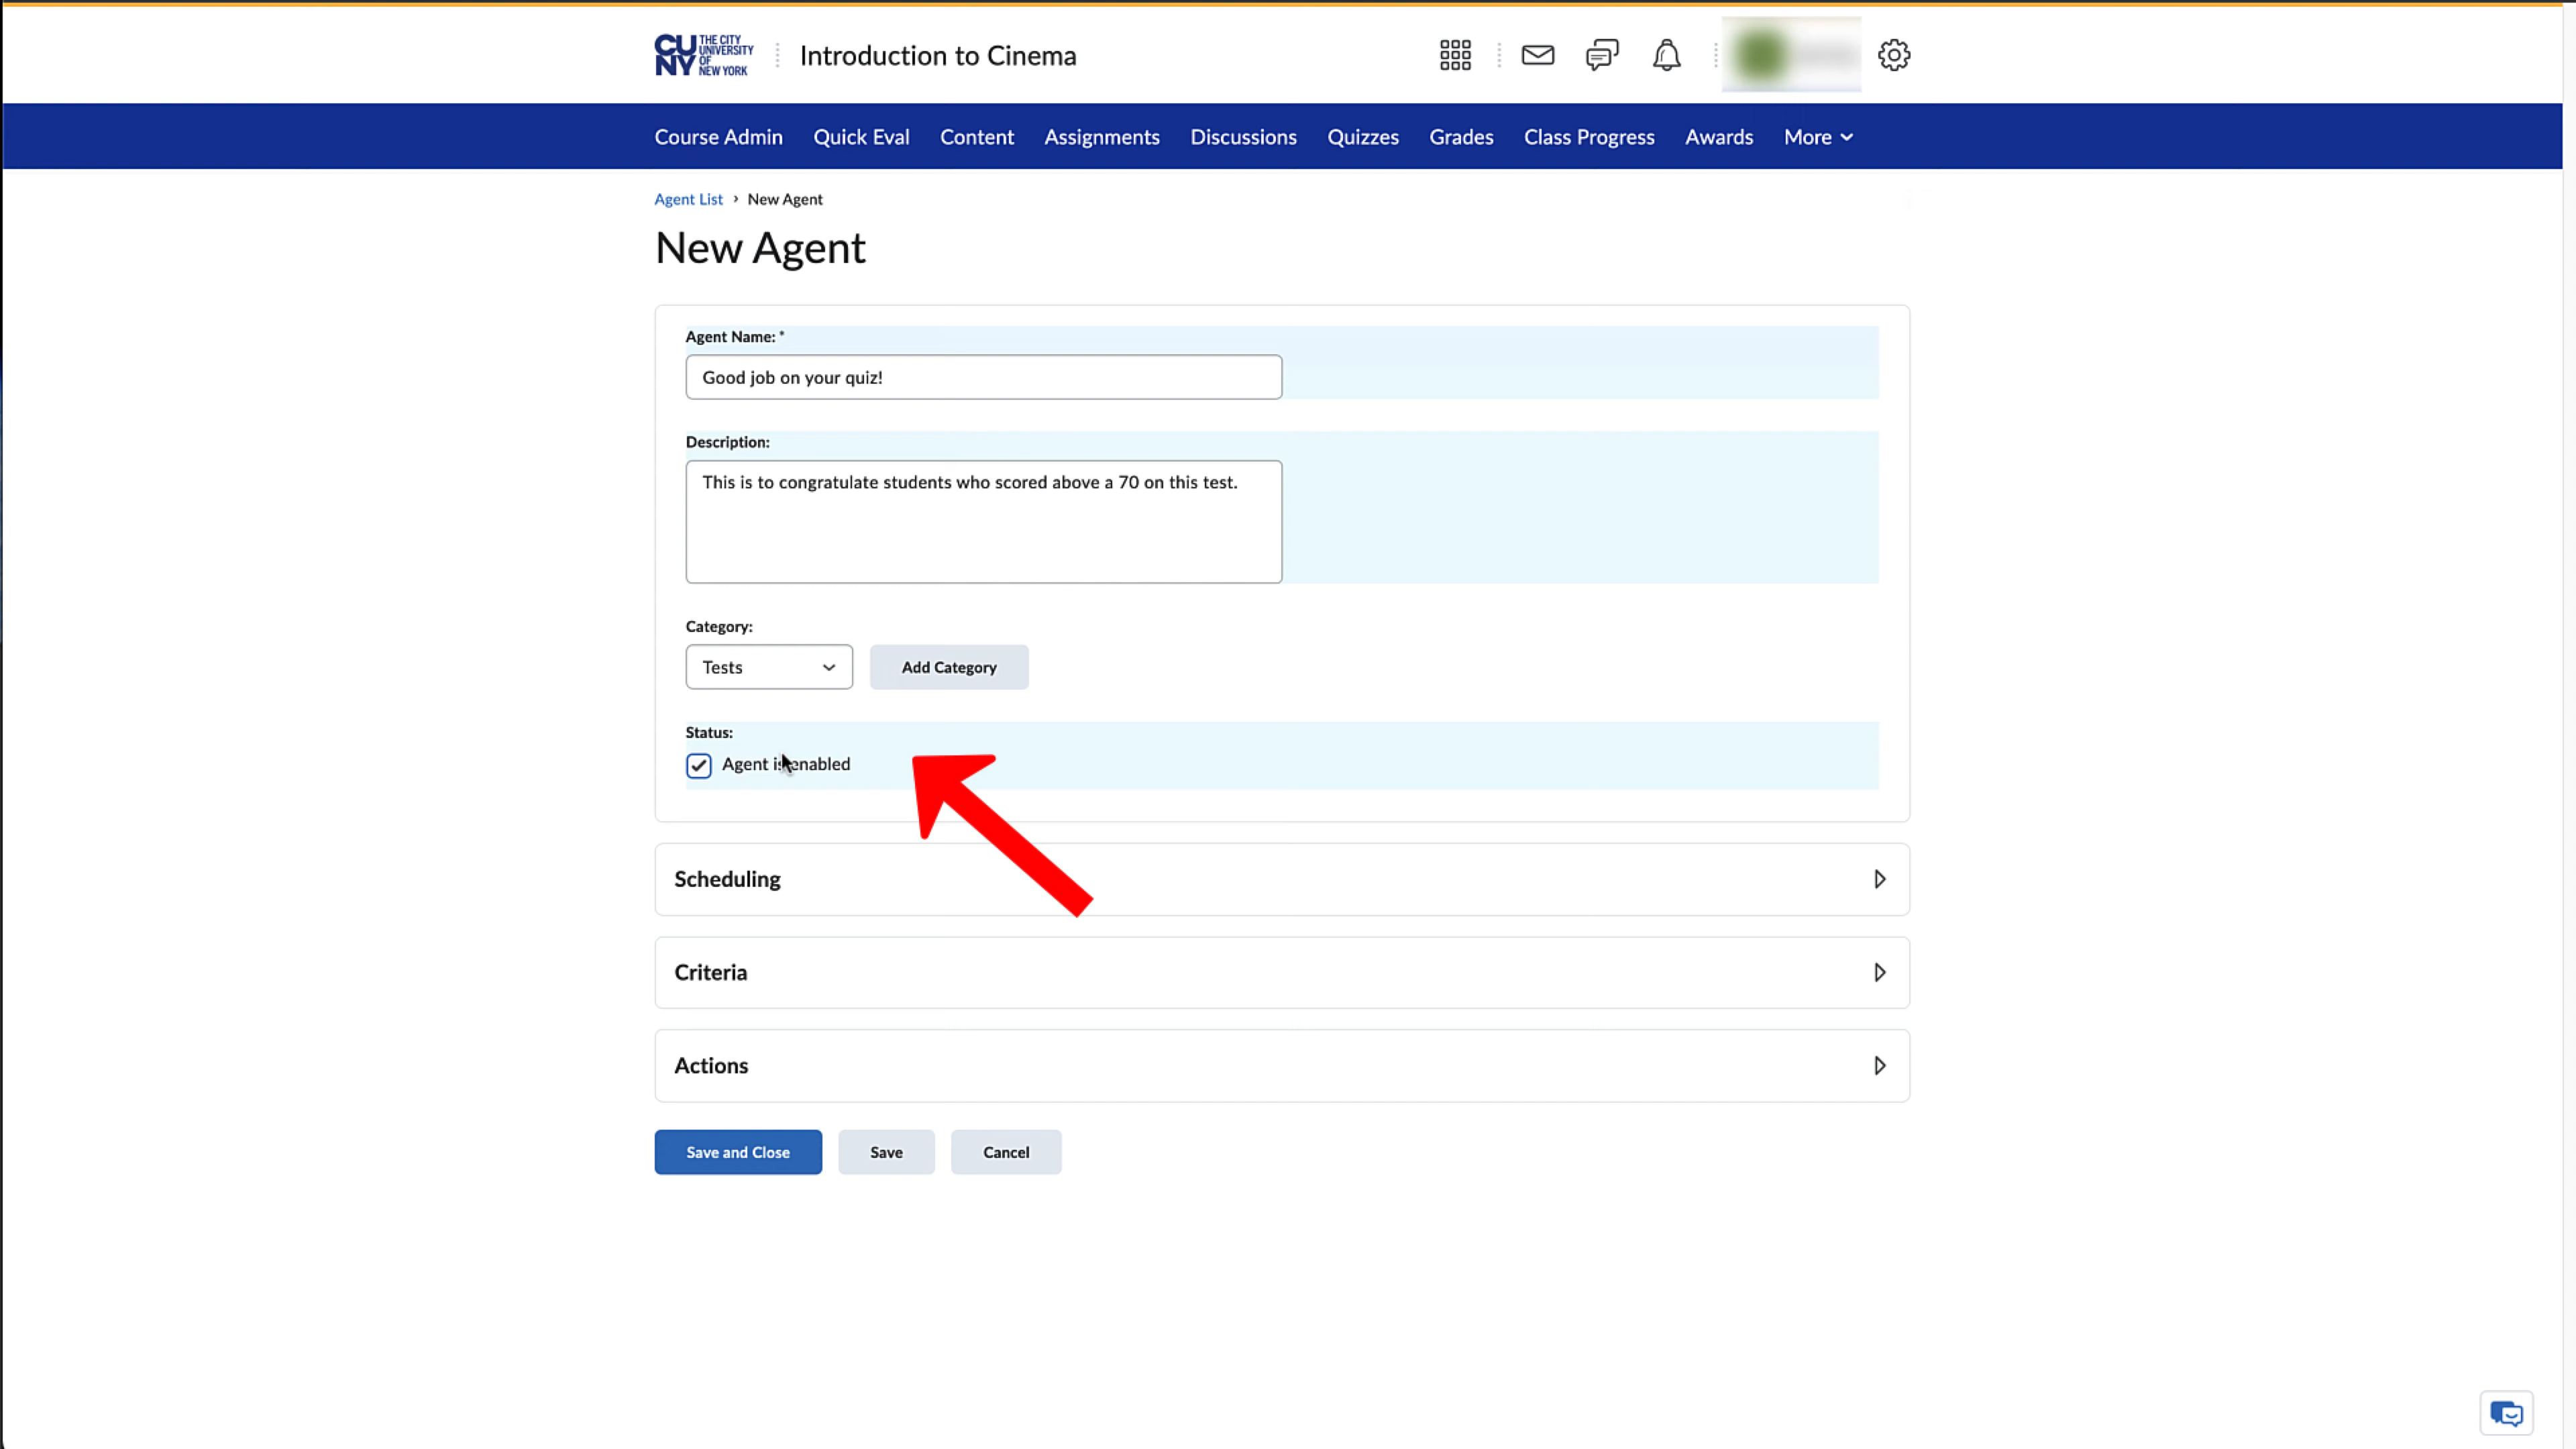 CUNY THE CITY UNIVERSITY OF NEW YORK
Introduction to Cinema
Course Admin Quick Eval Content Assignments Discussions Quizzes Grades Class Progress Awards More
Agent List › New Agent
New Agent
Agent Name: *
Good job on your quiz!
Description:
This is to congratulate students who scored above a 70 on this test.
Category:
Tests Add Category
Status:
Agent is enabled
Scheduling
Criteria
Actions
Save and Close Save Cancel